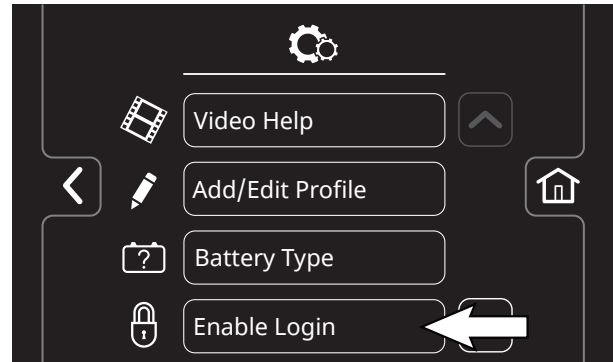 Video Help
Add/Edit Profile
?
Battery Type
Enable Login